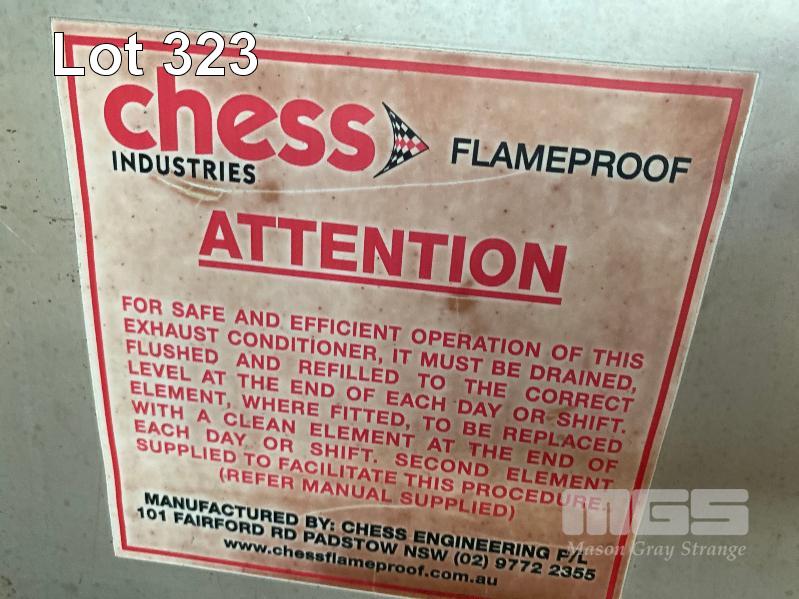 Lot 323
chess
INDUSTRIES
FLAMEPROOF
ATTENTION
FOR SAFE AND EFFICIENT OPERATION OF THIS
EXHAUST CONDITIONER, IT MUST BE DRAINED,
FLUSHED AND REFILLED TO THE CORRECT
LEVEL AT THE END OF EACH DAY OR SHIFT.
ELEMENT, WHERE FITTED, TO BE REPLACED
WITH A CLEAN ELEMENT AT THE END OF
EACH DAY OR SHIFT. SECOND ELEMENT
SUPPLIED TO FACILITATE THIS PROCEDURE.
(REFER MANUAL SUPPLIED)
MANUFACTURED BY: CHESS ENGINEERING P/L
101 FAIRFORD RD PADSTOW NSW (02) 9772 2355
www.chessflameproof.com.au
MGS
Mason Gray Strange